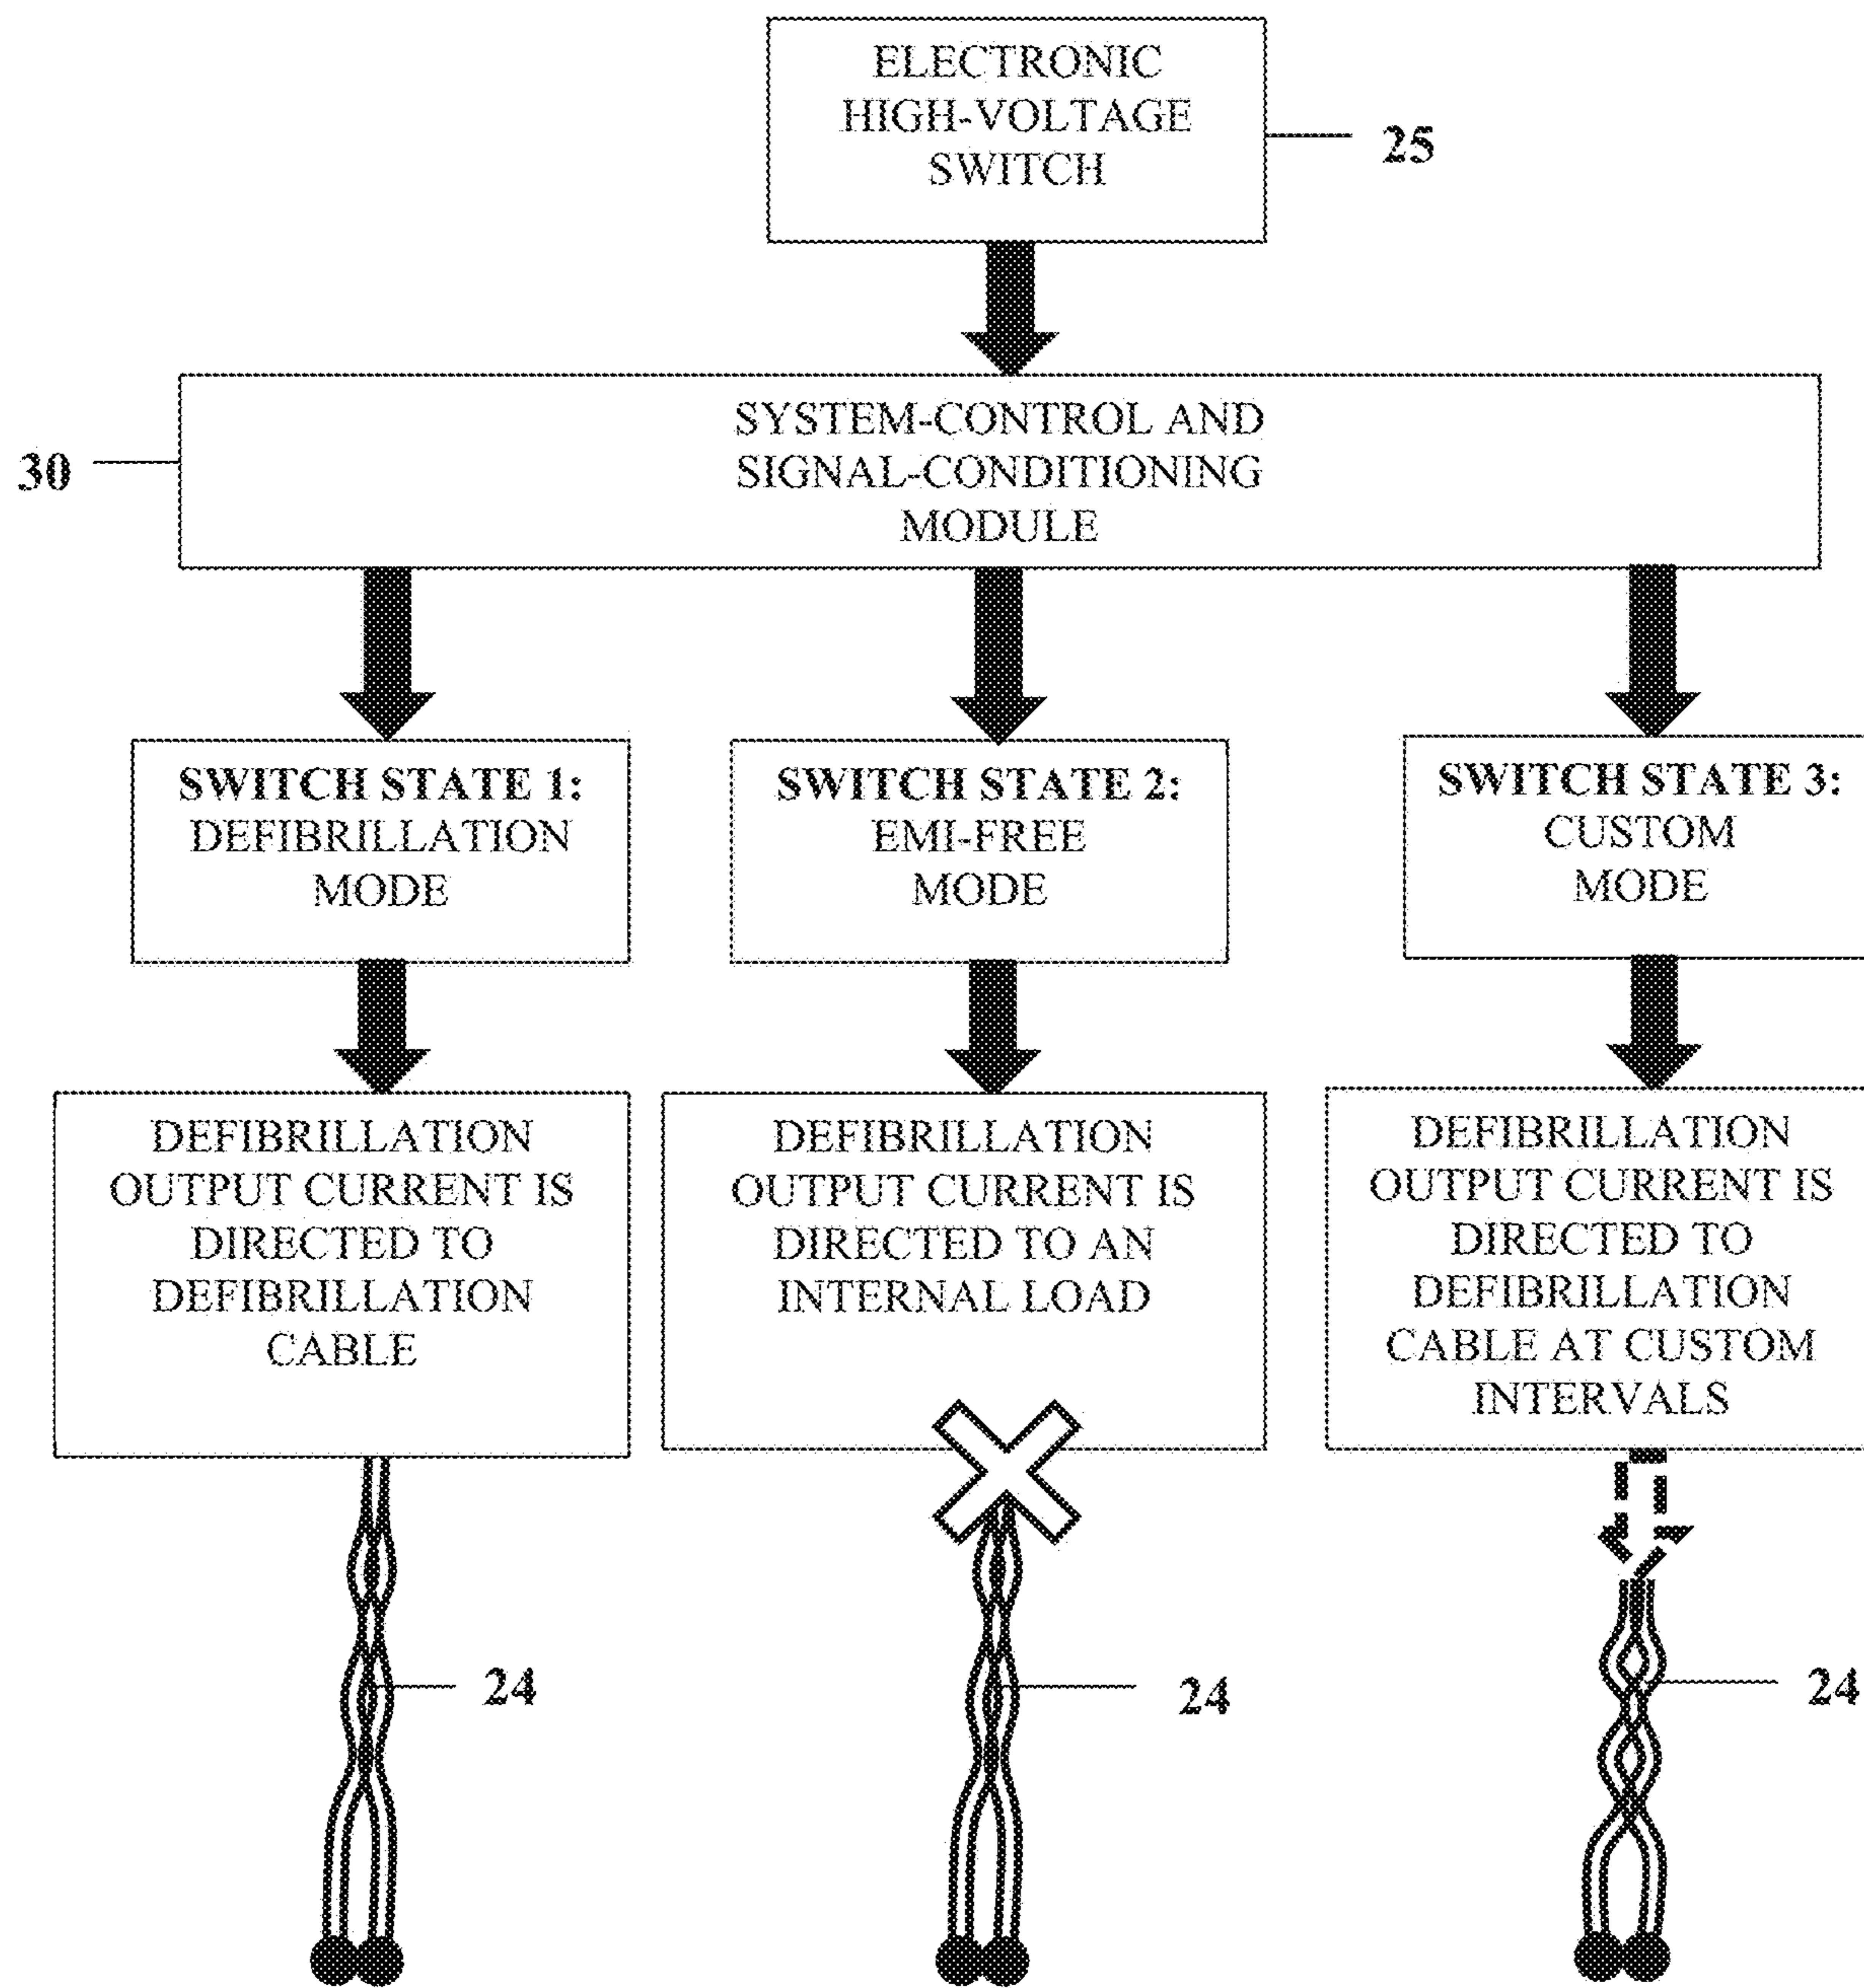 ELECTRONIC
HIGH-VOLTAGE
SWITCH
25
SYSTEM-CONTROL AND
SIGNAL-CONDITIONING
MODULE
30
SWITCH STATE 1:
DEFIBRILLATION
MODE
SWITCH STATE 2:
EMI-FREE
MODE
SWITCH STATE 3:
CUSTOM
MODE
DEFIBRILLATION
OUTPUT CURRENT IS
DIRECTED TO
DEFIBRILLATION
CABLE
DEFIBRILLATION
OUTPUT CURRENT IS
DIRECTED TO AN
INTERNAL LOAD
DEFIBRILLATION
OUTPUT CURRENT IS
DIRECTED TO
DEFIBRILLATION
CABLE AT CUSTOM
INTERVALS
24
24
24